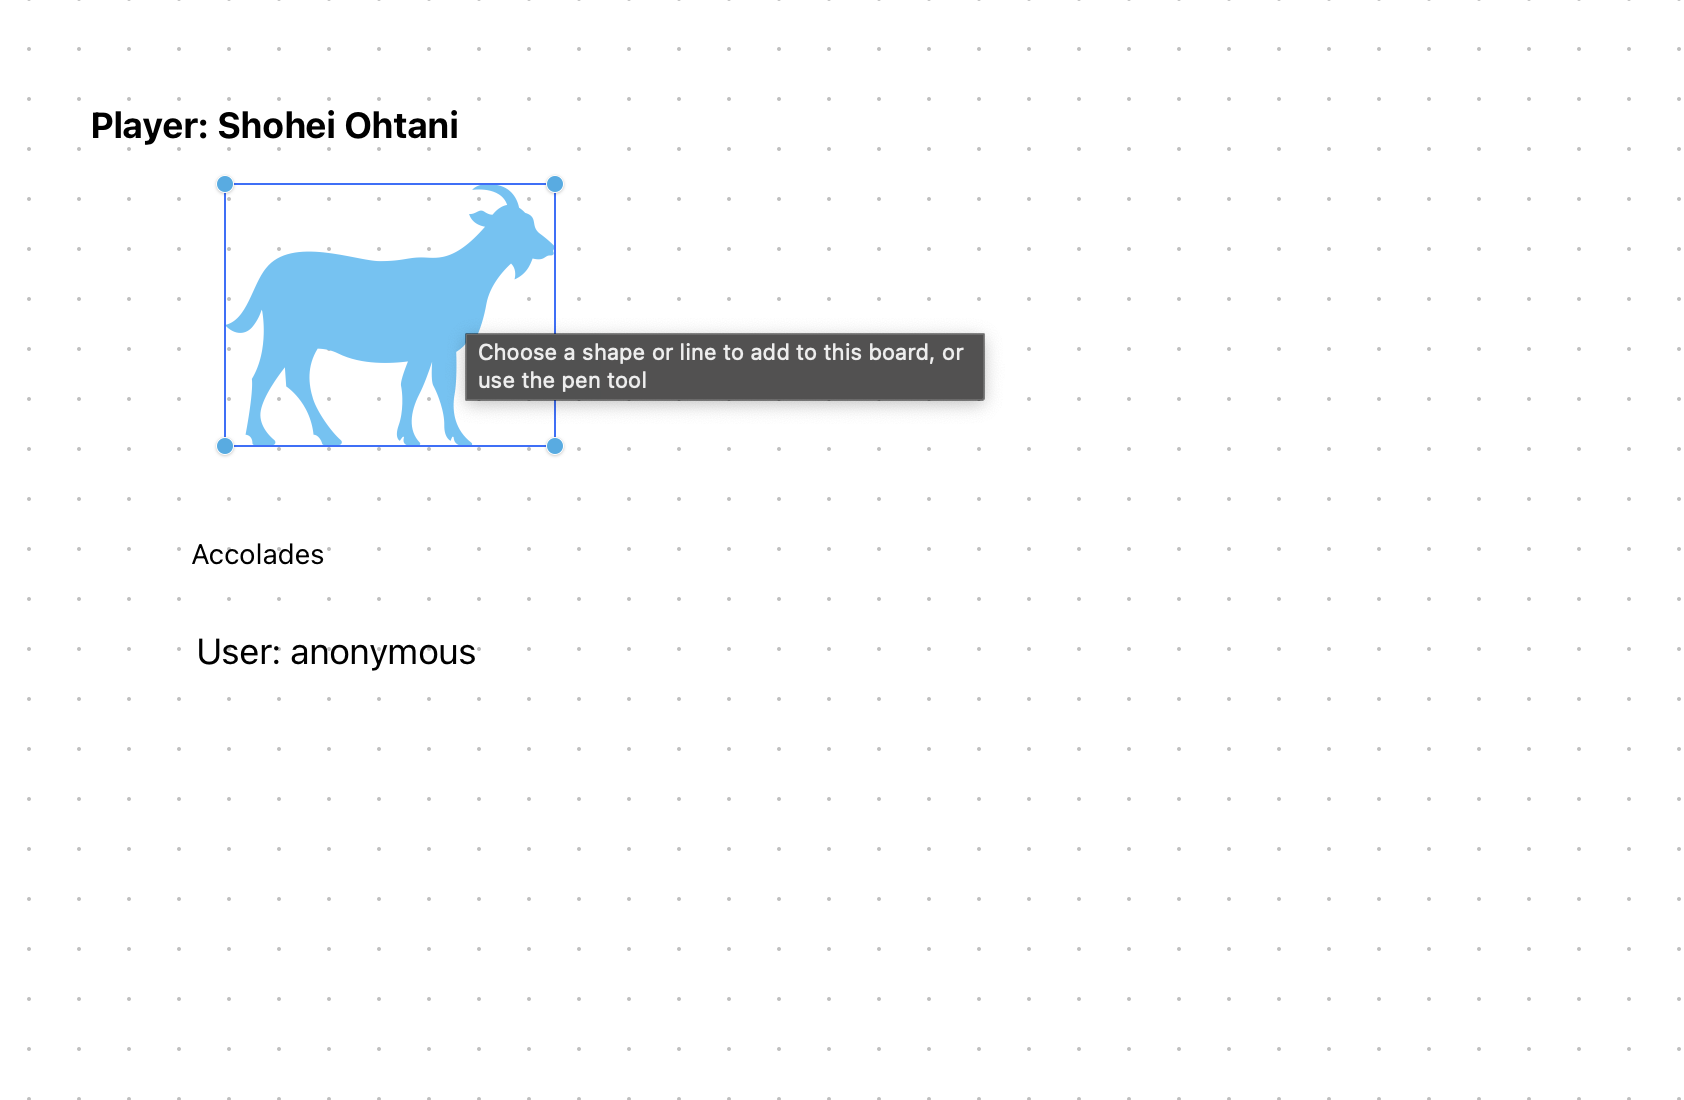 Player: Shohei Ohtani
Choose a shape or line to add to this board, or
use the pen tool
Accolades
User: anonymous